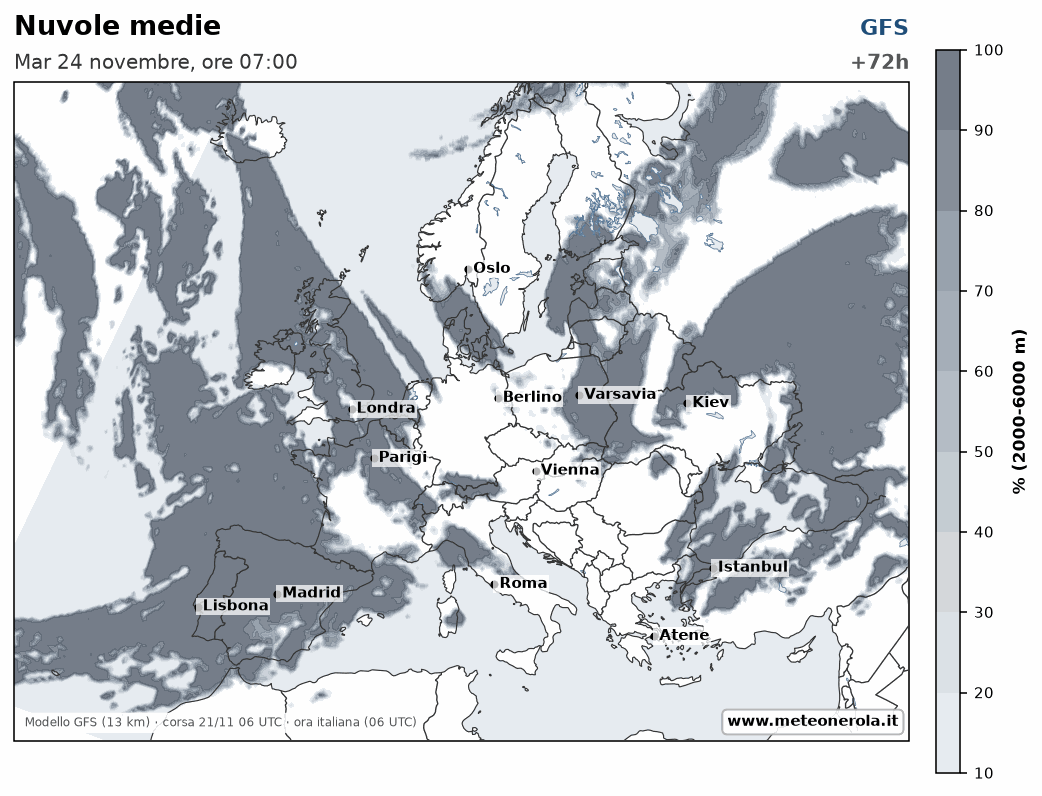 Nuvole medie
GFS
Mar 24 novembre, ore 07:00
+72h
100
90
80
70
60
50
40
30
20
10
% (2000-6000 m)
Oslo
Berlino
Varsavia
Kiev
Londra
Parigi
Vienna
Istanbul
Roma
Madrid
Lisbona
Atene
Modello GFS (13 km) · corsa 21/11 06 UTC · ora italiana (06 UTC)
www.meteonerola.it